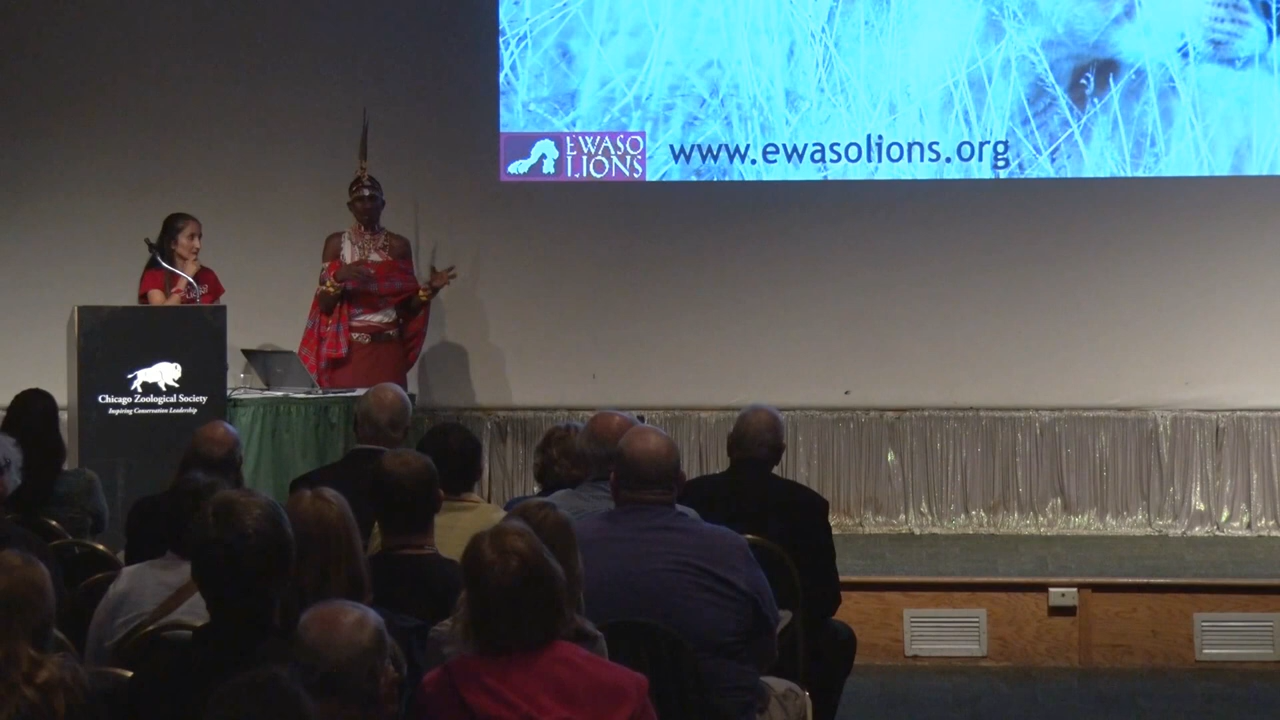 EWASO
LIONS
www.ewasolions.org
Chicago Zoological Society
Inspiring Conservation Leadership